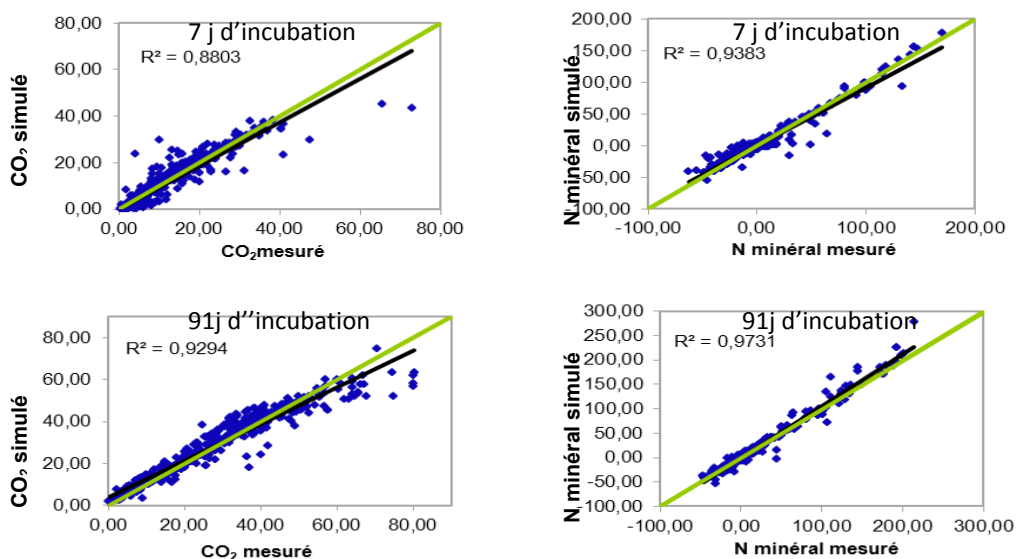 80,00
60,00
40,00
20,00
0,00
7 j d'incubation
R² = 0,8803
CO₂ simulé
0,00 20,00 40,00 60,00 80,00
CO₂mesuré
200,00
150,00
100,00
50,00
0,00
-50,00
100,00
7 j d'incubation
R² = 0,9383
N minéral simulé
-100,00 0,00 100,00 200,00
N minéral mesuré
80,00
60,00
40,00
20,00
0,00
91j d''incubation
R² = 0,9294
CO₂ simulé
0,00 20,00 40,00 60,00 80,00
CO₂ mesuré
300,00
250,00
200,00
150,00
100,00
50,00
0,00
-50,00
-100,00
91j d'incubation
R² = 0,9731
N minéral simulé
-100,00 0,00 100,00 200,00 300,00
N minéral mesuré